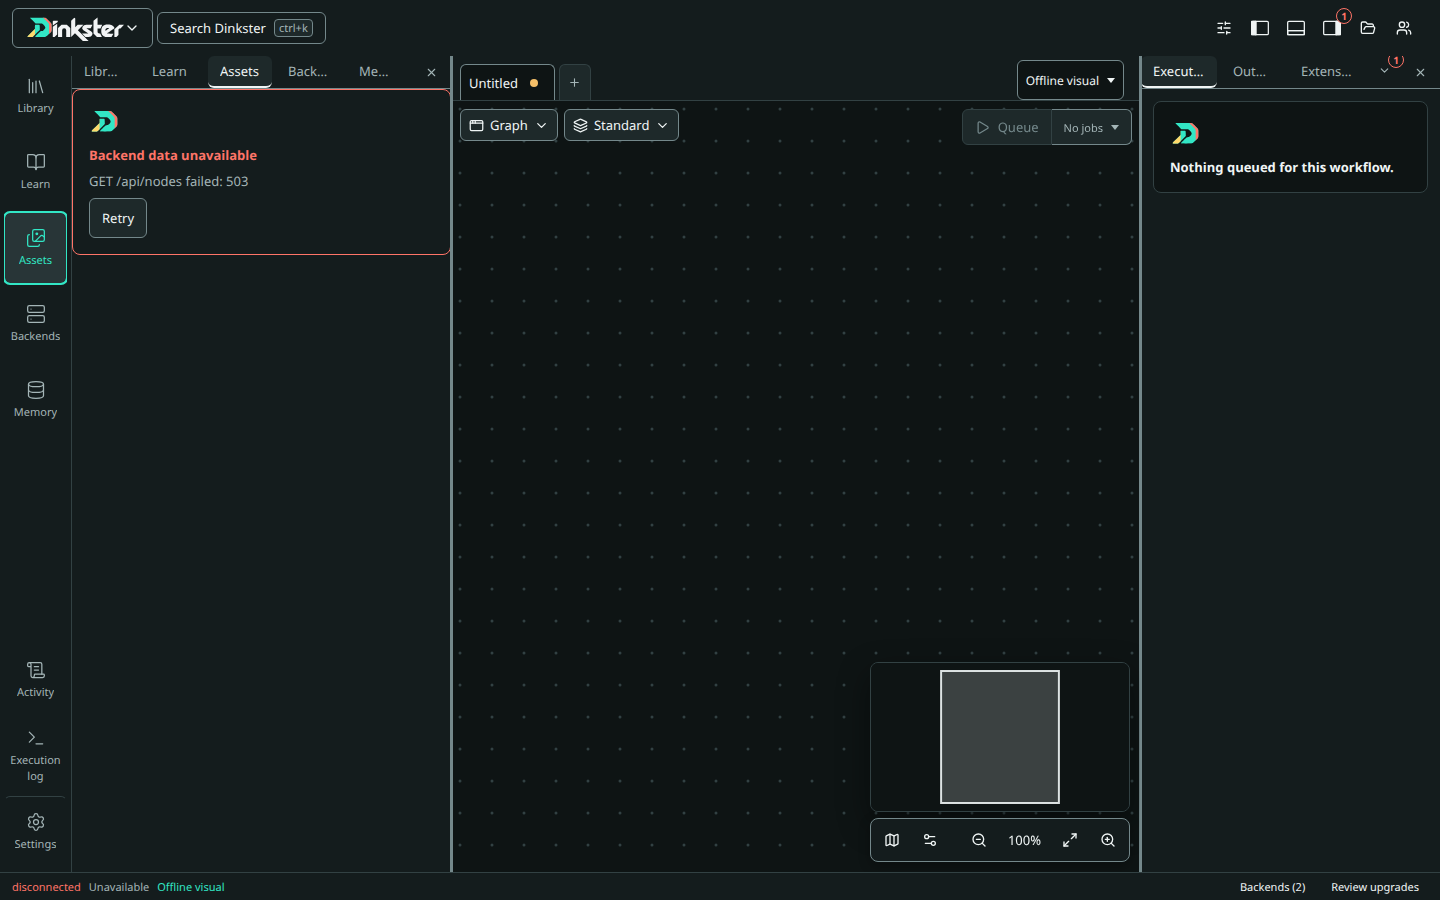 Dinkster
Search Dinkster ctrl+k
1
Library
Learn
Assets
Backends
Memory
Activity
Execution
log
Settings
Libr...
Learn
Assets
Back...
Me...
Backend data unavailable
GET /api/nodes failed: 503
Retry
Untitled
Offline visual
Graph
Standard
Queue
No jobs
100%
Execut...
Out...
Extens...
1
Nothing queued for this workflow.
disconnected Unavailable Offline visual
Backends (2) Review upgrades